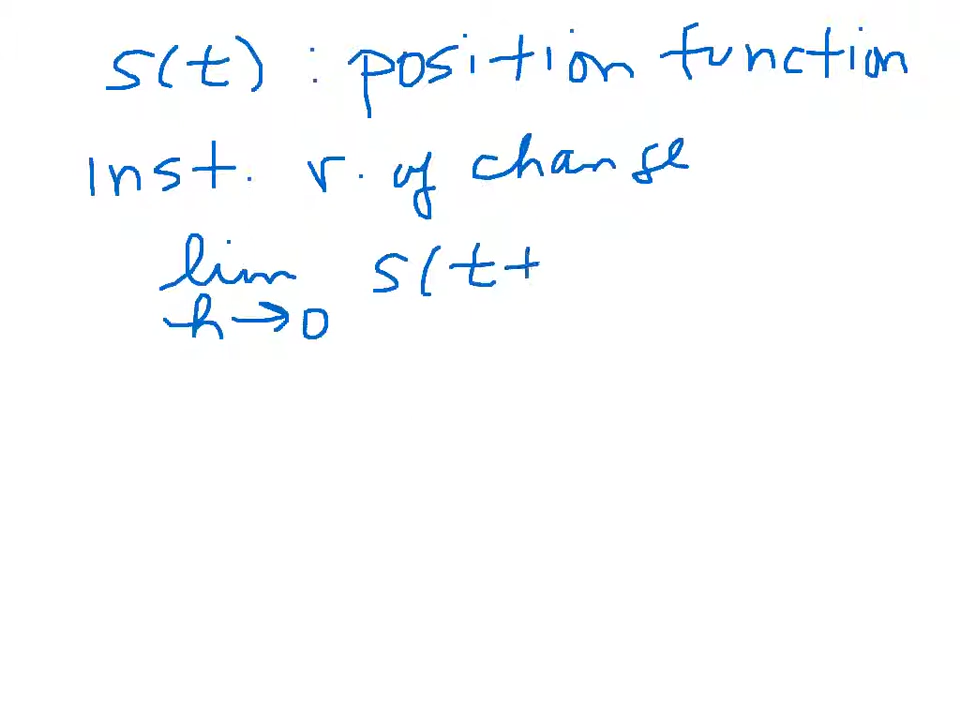 s(t) : position function
inst. r. of change
lim s(t+
h→0